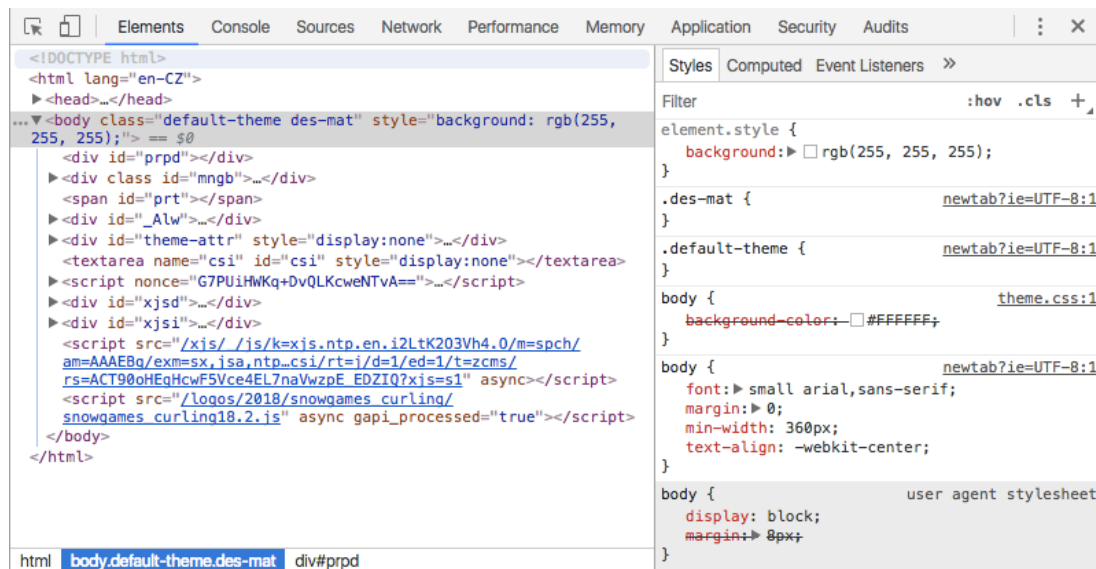 Elements Console Sources Network Performance Memory Application Security Audits
<!DOCTYPE html>
<html lang="en-CZ">
<head>…</head>
…<body class="default-theme des-mat" style="background: rgb(255,
255, 255);"> == $0
<div id="prpd"></div>
<div class id="mngb">…</div>
<span id="prt"></span>
<div id="_Alw">…</div>
<div id="theme-attr" style="display:none">…</div>
<textarea name="csi" id="csi" style="display:none"></textarea>
<script nonce="G7PUiHWKq+DvQLKcweNTvA==">…</script>
<div id="xjsd">…</div>
<div id="xjsi">…</div>
<script src="/xjs/_/js/k=xjs.ntp.en.i2LtK2O3Vh4.O/m=spch/
am=AAAEBg/exm=sx,jsa,ntp…csi/rt=j/d=1/ed=1/t=zcms/
rs=ACT90oHEgHcwF5Vce4EL7naVwzpE_EDZIQ?xjs=s1" async></script>
<script src="/logos/2018/snowgames_curling/
snowgames_curling18.2.js" async gapi_processed="true"></script>
</body>
</html>
html body.default-theme.des-mat div#prpd
Styles Computed Event Listeners »
Filter :hov .cls +
element.style {
background: rgb(255, 255, 255);
}
.des-mat { newtab?ie=UTF-8:1
}
.default-theme { newtab?ie=UTF-8:1
}
body { theme.css:1
background-color: #FFFFFF;
}
body { newtab?ie=UTF-8:1
font: small arial,sans-serif;
margin: 0;
min-width: 360px;
text-align: -webkit-center;
}
body { user agent stylesheet
display: block;
margin: 8px;
}